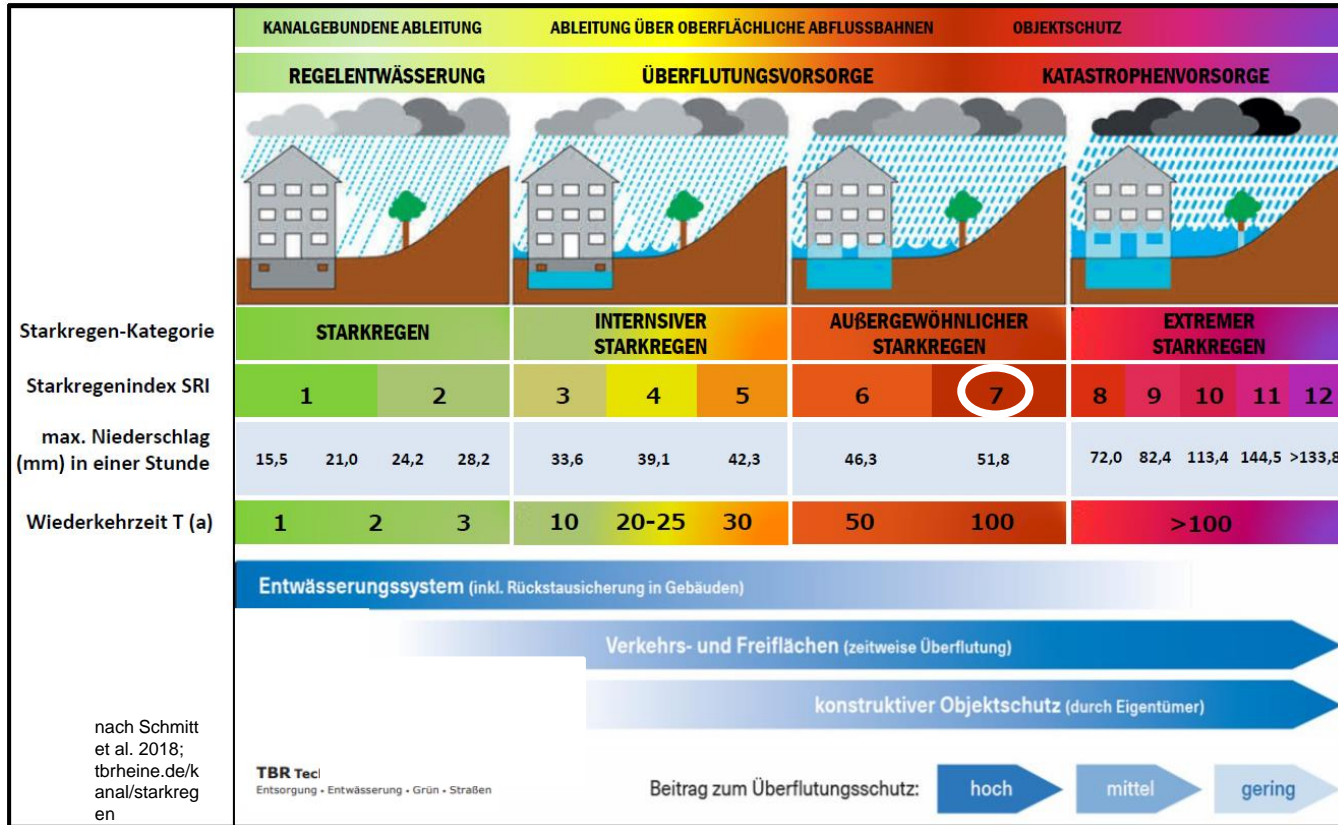 KANALGEBUNDENE ABLEITUNG ABLEITUNG ÜBER OBERFLÄCHLICHE ABFLUSSBAHNEN OBJEKTSCHUTZ
REGELENTWÄSSERUNG ÜBERFLUTUNGSVORSORGE KATASTROPHENVORSORGE
Starkregen-Kategorie
STARKREGEN
INTERNSIVER
STARKREGEN
AUßERGEWÖHNLICHER
STARKREGEN
EXTREMER
STARKREGEN
Starkregenindex SRI 1 2 3 4 5 6 7 8 9 10 11 12
max. Niederschlag
(mm) in einer Stunde 15,5 21,0 24,2 28,2 33,6 39,1 42,3 46,3 51,8 72,0 82,4 113,4 144,5 >133,8
Wiederkehrzeit T (a) 1 2 3 10 20-25 30 50 100 >100
Entwässerungssystem (inkl. Rückstausicherung in Gebäuden)
Verkehrs- und Freiflächen (zeitweise Überflutung)
konstruktiver Objektschutz (durch Eigentümer)
nach Schmitt
et al. 2018;
tbrheine.de/k
anal/starkreg
en
TBR Tec
Entsorgung • Entwässerung • Grün • Straßen
Beitrag zum Überflutungsschutz: hoch mittel gering